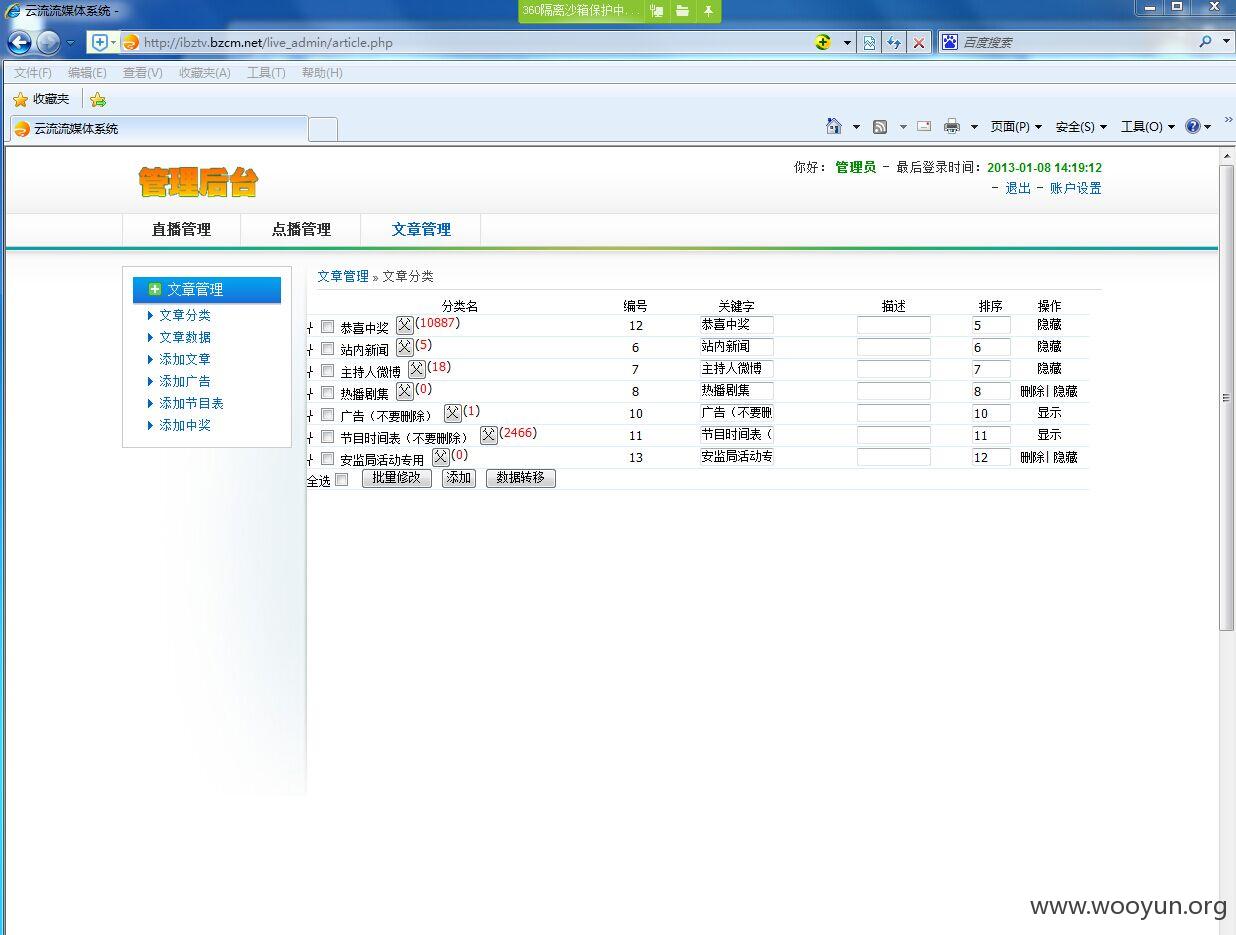 云流流媒体系统 -
360隔离沙箱保护中...
http://ibztv.bzcm.net/live_admin/article.php
百度搜索
文件(F) 编辑(E) 查看(V) 收藏夹(A) 工具(T) 帮助(H)
收藏夹
云流流媒体系统
页面(P) 安全(S) 工具(O)
管理后台
你好： 管理员 - 最后登录时间： 2013-01-08 14:19:12
- 退出 - 账户设置
直播管理 点播管理 文章管理
文章管理
文章分类
文章数据
添加文章
添加广告
添加节目表
添加中奖
文章管理 » 文章分类
分类名 编号 关键字 描述 排序 操作
恭喜中奖 父 (10887) 12 恭喜中奖 5 隐藏
站内新闻 父 (5) 6 站内新闻 6 隐藏
主持人微博 父 (18) 7 主持人微博 7 隐藏
热播剧集 父 (0) 8 热播剧集 8 删除| 隐藏
广告（不要删除） 父 (1) 10 广告（不要删 10 显示
节目时间表（不要删除） 父 (2466) 11 节目时间表（ 11 显示
安监局活动专用 父 (0) 13 安监局活动专 12 删除| 隐藏
全选 批量修改 添加 数据转移
www.wooyun.org